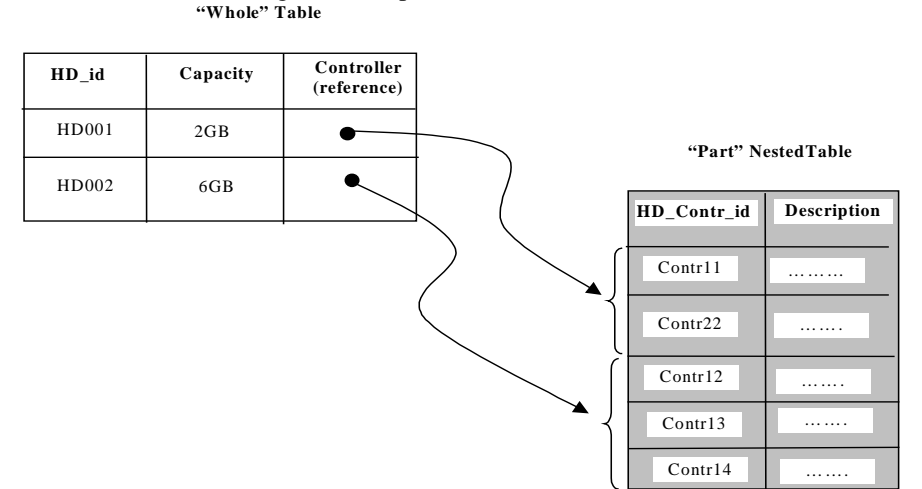 “Whole” Table
HD_id Capacity Controller (reference)
HD001 2GB
HD002 6GB
“Part” NestedTable
HD_Contr_id Description
Contr11 ………
Contr22 …….
Contr12 …….
Contr13 …….
Contr14 …….